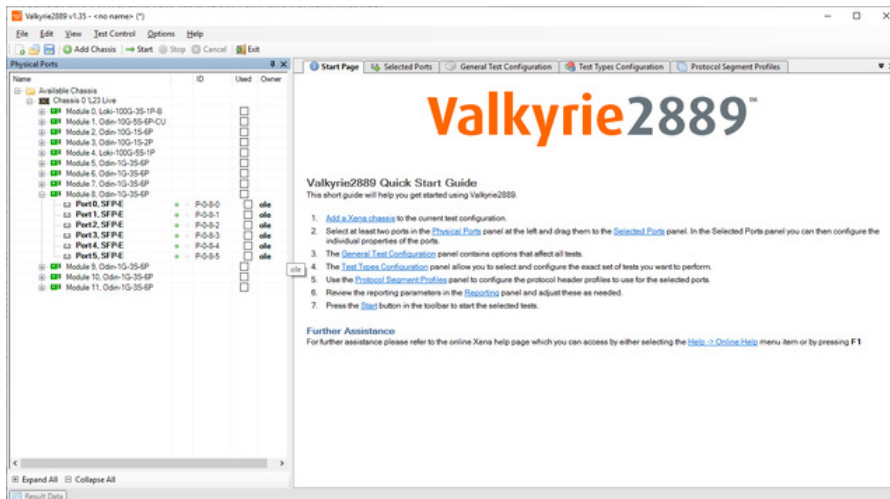 Valkyrie2889 v1.35 - <no name> (*)
File Edit View Test Control Options Help
Add Chassis Start Stop Cancel Exit
Physical Ports
Name ID Used Owner
Available Chassis
Chassis 0 'L23 Live
Module 0, Loki-100G-3S-1P-B
Module 1, Odin-10G-5S-6P-CU
Module 2, Odin-10G-1S-6P
Module 3, Odin-10G-1S-2P
Module 4, Loki-100G-5S-1P
Module 5, Odin-1G-3S-6P
Module 6, Odin-1G-3S-6P
Module 7, Odin-1G-3S-6P
Module 8, Odin-1G-3S-6P
Port 0, SFP-E P-0-8-0 ole
Port 1, SFP-E P-0-8-1 ole
Port 2, SFP-E P-0-8-2 ole
Port 3, SFP-E P-0-8-3 ole
Port 4, SFP-E P-0-8-4 ole
Port 5, SFP-E P-0-8-5 ole
Module 9, Odin-1G-3S-6P
Module 10, Odin-1G-3S-6P
Module 11, Odin-1G-3S-6P
ole
Expand All Collapse All
Result Data
Start Page Selected Ports General Test Configuration Test Types Configuration Protocol Segment Profiles
Valkyrie2889™
Valkyrie2889 Quick Start Guide
This short guide will help you get started using Valkyrie2889.
1. Add a Xena chassis to the current test configuration.
2. Select at least two ports in the Physical Ports panel at the left and drag them to the Selected Ports panel. In the Selected Ports panel you can then configure the
individual properties of the ports.
3. The General Test Configuration panel contains options that affect all tests.
4. The Test Types Configuration panel allow you to select and configure the exact set of tests you want to perform.
5. Use the Protocol Segment Profiles panel to configure the protocol header profiles to use for the selected ports.
6. Review the reporting parameters in the Reporting panel and adjust these as needed.
7. Press the Start button in the toolbar to start the selected tests.
Further Assistance
For further assistance please refer to the online Xena help page which you can access by either selecting the Help -> Online Help menu item or by pressing F1